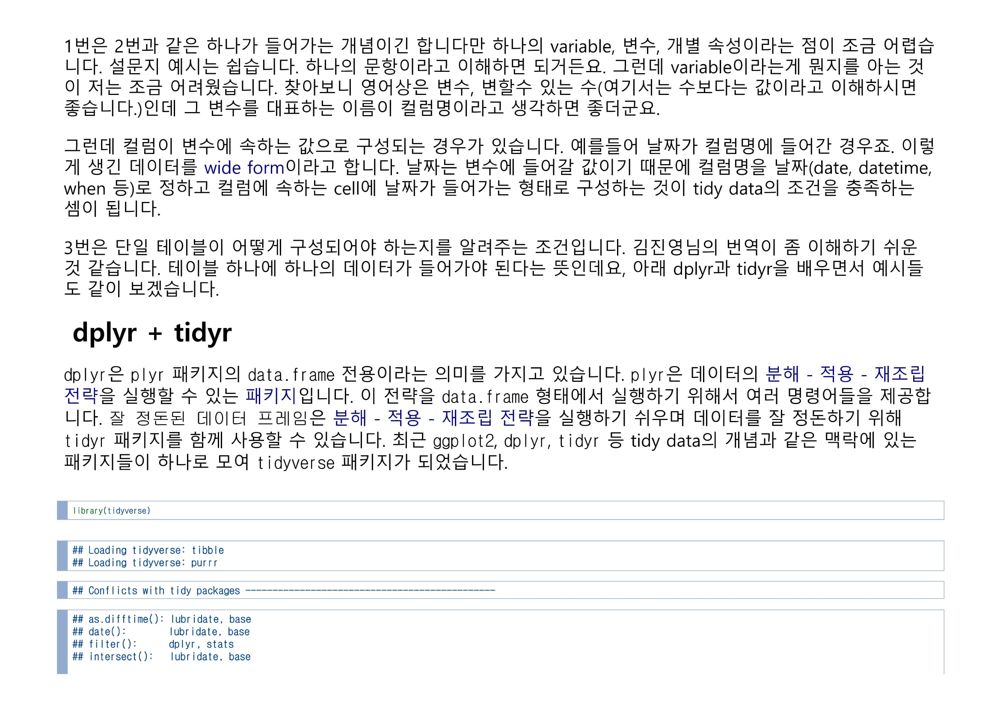 1번은 2번과 같은 하나가 들어가는 개념이긴 합니다만 하나의 variable, 변수, 개별 속성이라는 점이 조금 어렵습
니다. 설문지 예시는 쉽습니다. 하나의 문항이라고 이해하면 되거든요. 그런데 variable이라는게 뭔지를 아는 것
이 저는 조금 어려웠습니다. 찾아보니 영어상은 변수, 변할수 있는 수(여기서는 수보다는 값이라고 이해하시면
좋습니다.)인데 그 변수를 대표하는 이름이 컬럼명이라고 생각하면 좋더군요.
그런데 컬럼이 변수에 속하는 값으로 구성되는 경우가 있습니다. 예를들어 날짜가 컬럼명에 들어간 경우죠. 이렇
게 생긴 데이터를 wide form이라고 합니다. 날짜는 변수에 들어갈 값이기 때문에 컬럼명을 날짜(date, datetime,
when 등)로 정하고 컬럼에 속하는 cell에 날짜가 들어가는 형태로 구성하는 것이 tidy data의 조건을 충족하는
셈이 됩니다.
3번은 단일 테이블이 어떻게 구성되어야 하는지를 알려주는 조건입니다. 김진영님의 번역이 좀 이해하기 쉬운
것 같습니다. 테이블 하나에 하나의 데이터가 들어가야 된다는 뜻인데요, 아래 dplyr과 tidyr을 배우면서 예시들
도 같이 보겠습니다.
dplyr + tidyr
dplyr은 plyr 패키지의 data.frame 전용이라는 의미를 가지고 있습니다. plyr은 데이터의 분해 - 적용 - 재조립
전략을 실행할 수 있는 패키지입니다. 이 전략을 data.frame 형태에서 실행하기 위해서 여러 명령어들을 제공합
니다. 잘 정돈된 데이터 프레임은 분해 - 적용 - 재조립 전략을 실행하기 쉬우며 데이터를 잘 정돈하기 위해
tidyr 패키지를 함께 사용할 수 있습니다. 최근 ggplot2, dplyr, tidyr 등 tidy data의 개념과 같은 맥락에 있는
패키지들이 하나로 모여 tidyverse 패키지가 되었습니다.
library(tidyverse)
## Loading tidyverse: tibble
## Loading tidyverse: purrr
## Conflicts with tidy packages ----------------------------------------------
## as.difftime(): lubridate, base
## date():        lubridate, base
## filter():      dplyr, stats
## intersect():   lubridate, base